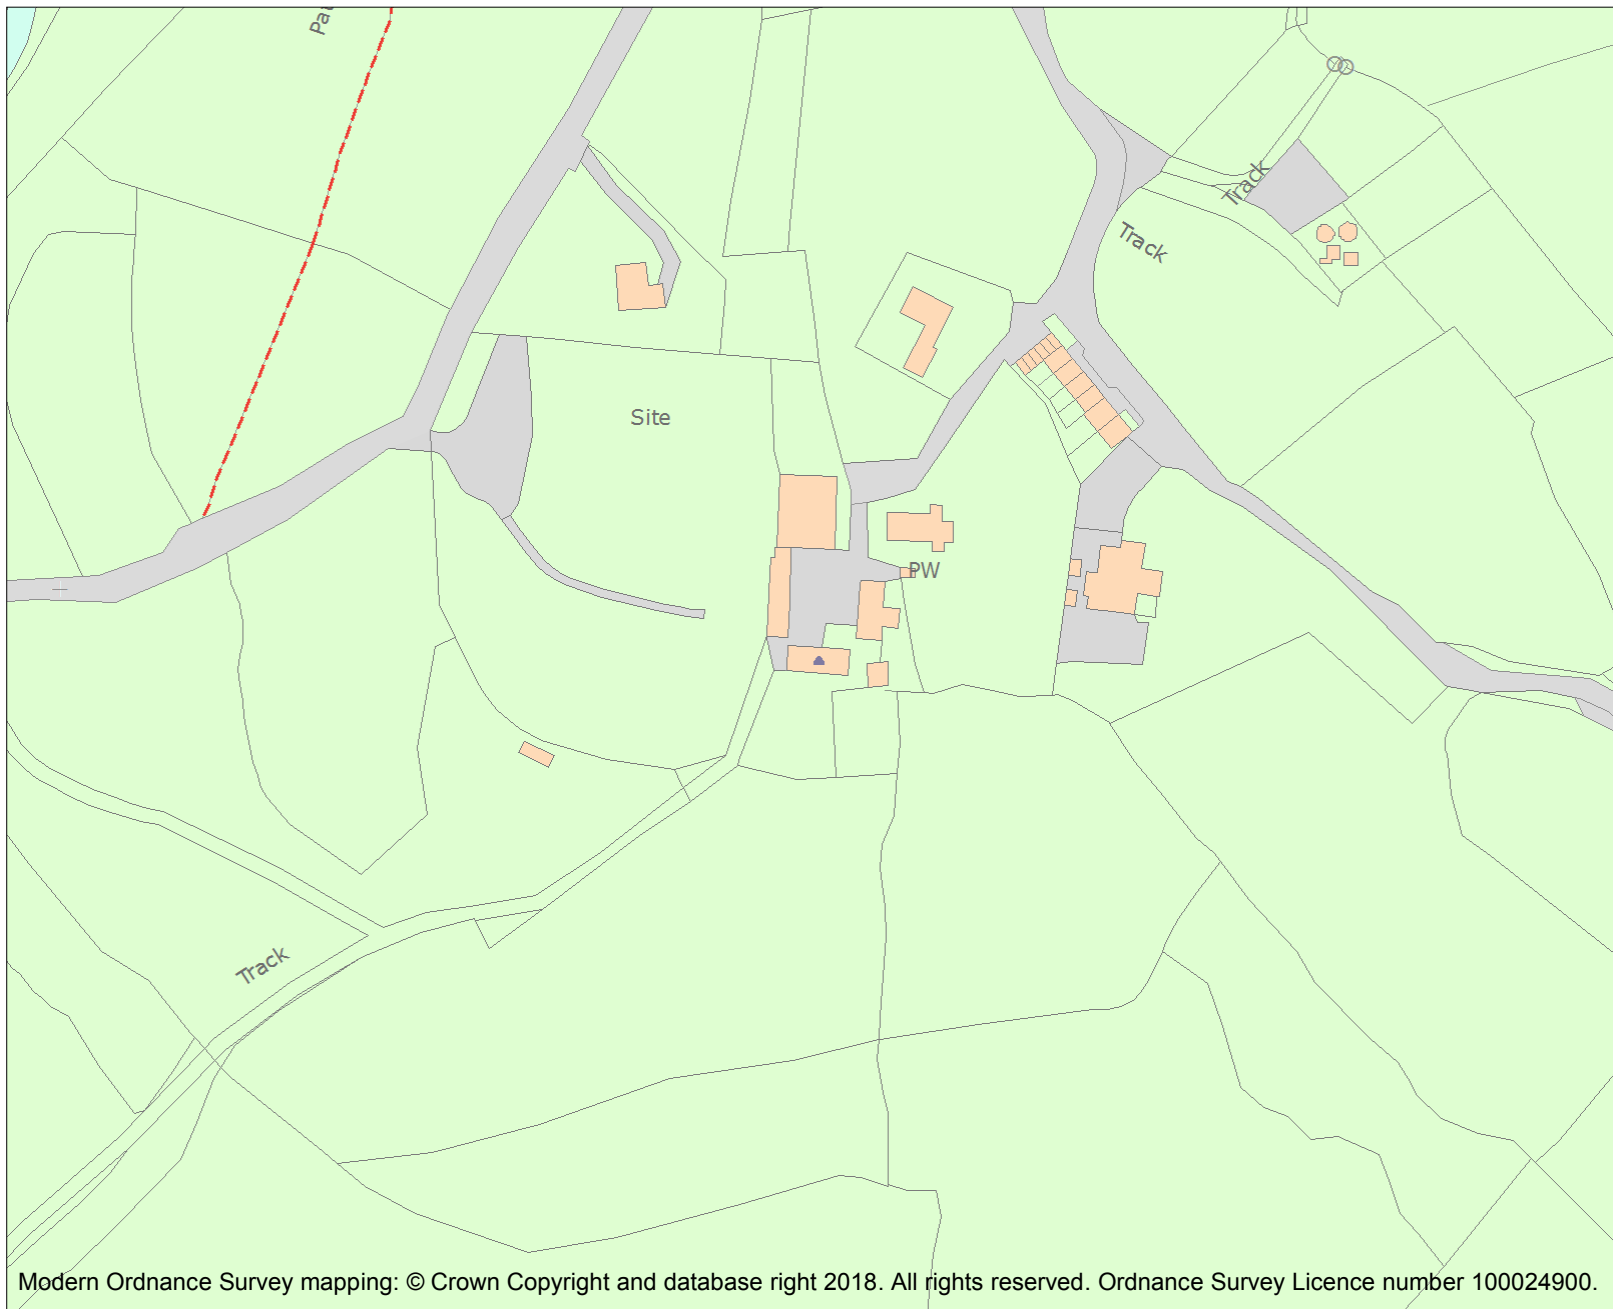 Track
Track
Site
PW
Track
Modern Ordnance Survey mapping: © Crown Copyright and database right 2018. All rights reserved. Ordnance Survey Licence number 100024900.